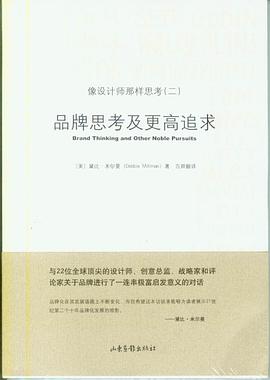 像设计师那样思考(二)
品牌思考及更高追求
Brand Thinking and Other Noble Pursuits
[美] 黛比·米尔曼 (Debbie Millman) 著 百舜 翻译
与22位全球顶尖的设计师、创意总监、战略家和评
论家关于品牌进行了一连串极富启发意义的对话
——黛比·米尔曼
山东画报出版社